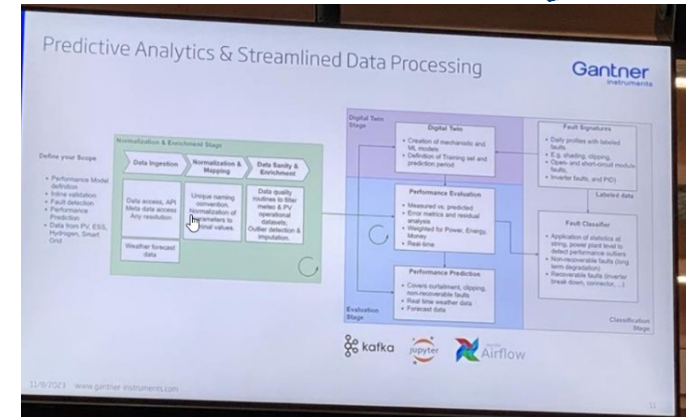 Predictive Analytics & Streamlined Data Processing
Gantner
instruments
Define your Scope
• Performance Model
definition
• Inline validation
• Fault detection
• Performance
Prediction
• Data from PV, ESS,
Hydrogen, Smart
Grid
Normalization & Enrichment Stage
Data Ingestion
Normalization &
Mapping
Data Sanity &
Enrichment
Data access, API
Meta data access
Any resolution
Weather forecast
data
Unique naming
convention,
Normalization of
parameters to
nominal values.
Data quality
routines to filter
meteo & PV
operational
datasets;
Outlier detection &
imputation.
Digital Twin
Stage
Digital Twin
• Creation of mechanistic and
ML models
• Definition of Training set and
prediction period
Performance Evaluation
• Measured vs. predicted
• Error metrics and residual
analysis
• Weighted for Power, Energy,
Money
• Real-time
Performance Prediction
• Covers curtailment, clipping,
non-recoverable faults
• Real time weather data
• Forecast data
Evaluation
Stage
Fault Signatures
• Daily profiles with labeled
faults
• E.g. shading, clipping,
• Open- and short-circuit module
faults,
• Inverter faults, and PID)
Labeled data
Fault Classifier
• Application of statistics at
string, power plant level to
detect performance outliers
• Non-recoverable faults (long
term degradation)
• Recoverable faults (inverter
break down, connector, ...)
Classification
Stage
kafka
jupyter
Airflow
11/8/2023 www.gantner-instruments.com
11